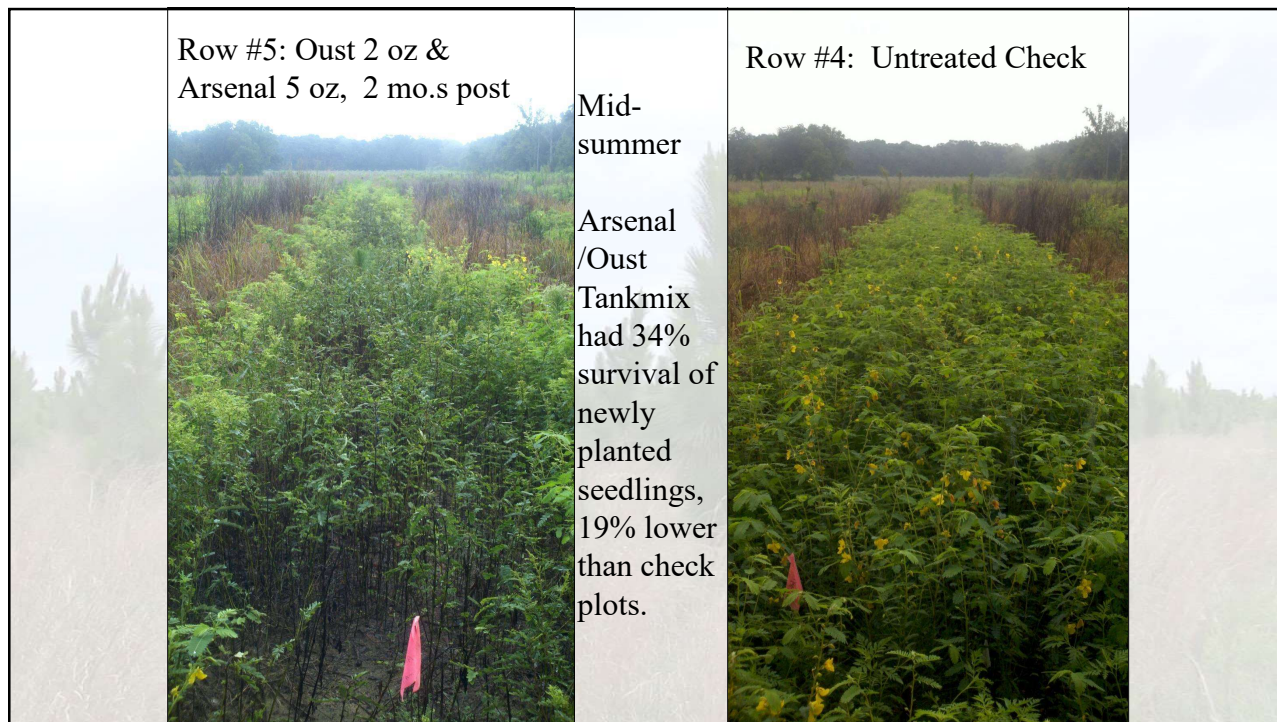 Row #5: Oust 2 oz &
Arsenal 5 oz,  2 mo.s post
Mid-
summer
Arsenal
/Oust
Tankmix
had 34%
survival of
newly
planted
seedlings,
19% lower
than check
plots.
Row #4:  Untreated Check